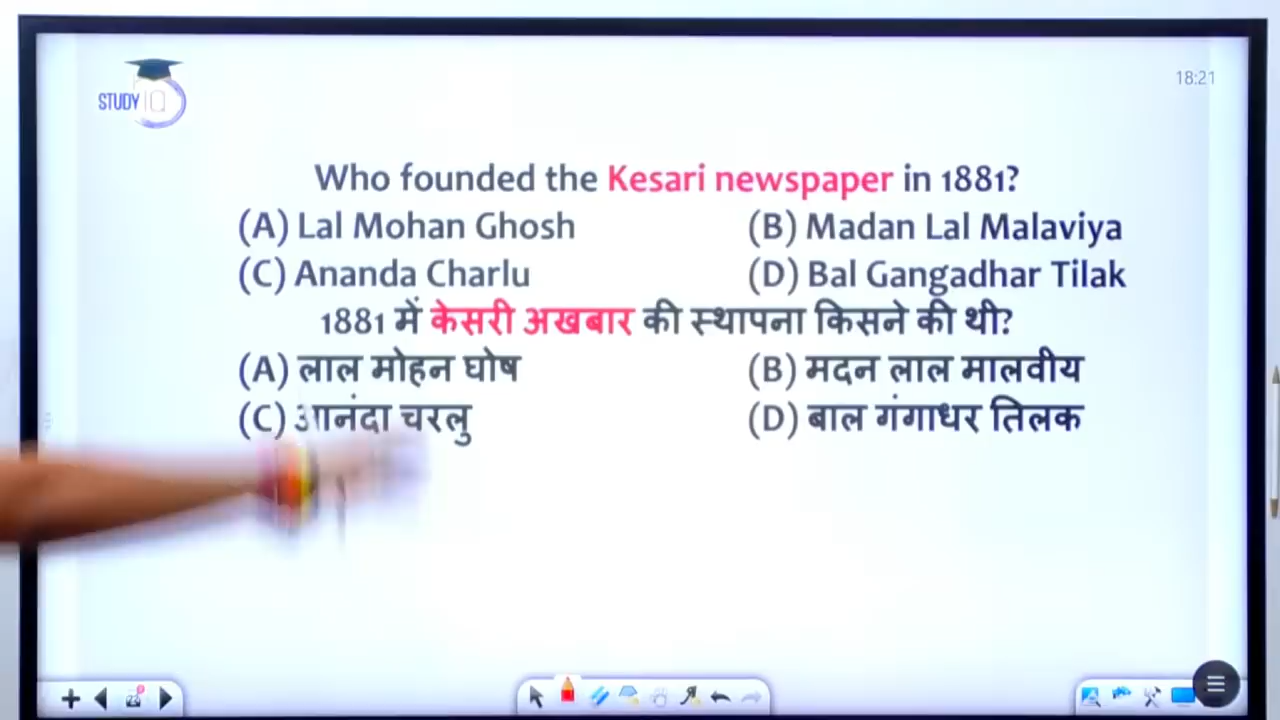 STUDY IQ
18:21
Who founded the Kesari newspaper in 1881?
(A) Lal Mohan Ghosh (B) Madan Lal Malaviya
(C) Ananda Charlu (D) Bal Gangadhar Tilak
1881 में केसरी अखबार की स्थापना किसने की थी?
(A) लाल मोहन घोष (B) मदन लाल मालवीय
(C) आनंदा चरलु (D) बाल गंगाधर तिलक